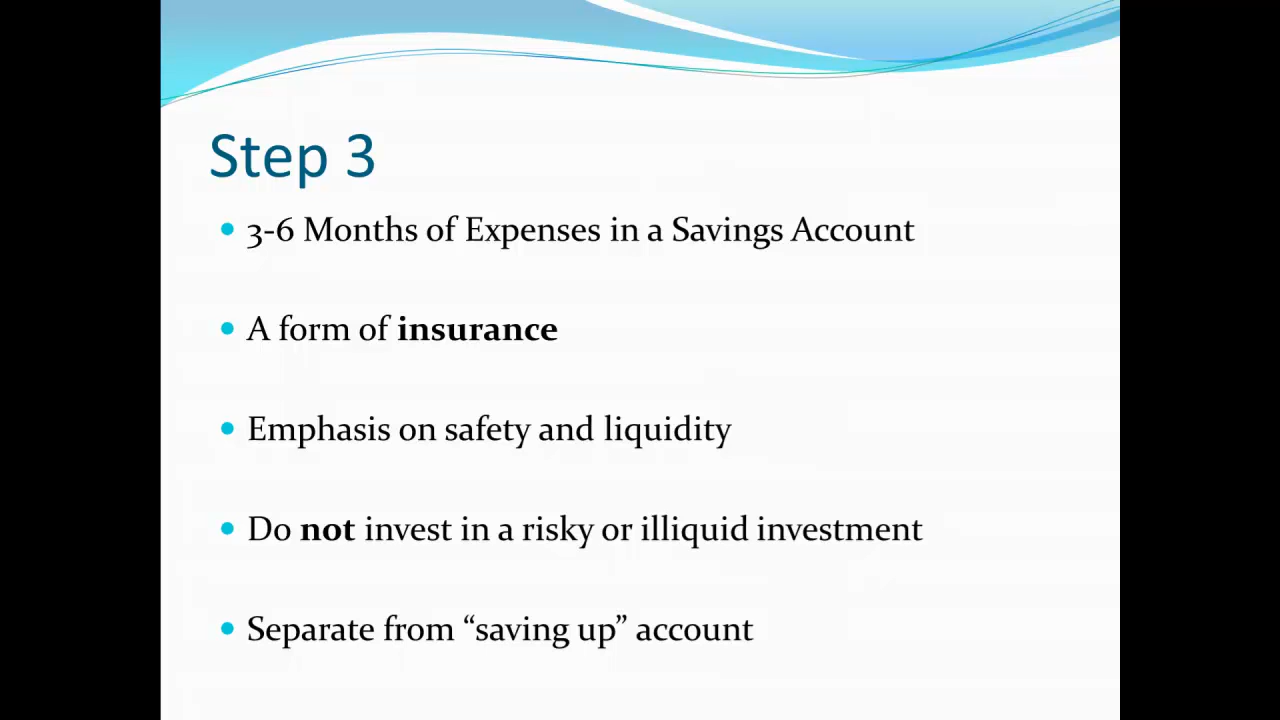 Step 3
• 3-6 Months of Expenses in a Savings Account
• A form of insurance
• Emphasis on safety and liquidity
• Do not invest in a risky or illiquid investment
• Separate from “saving up” account